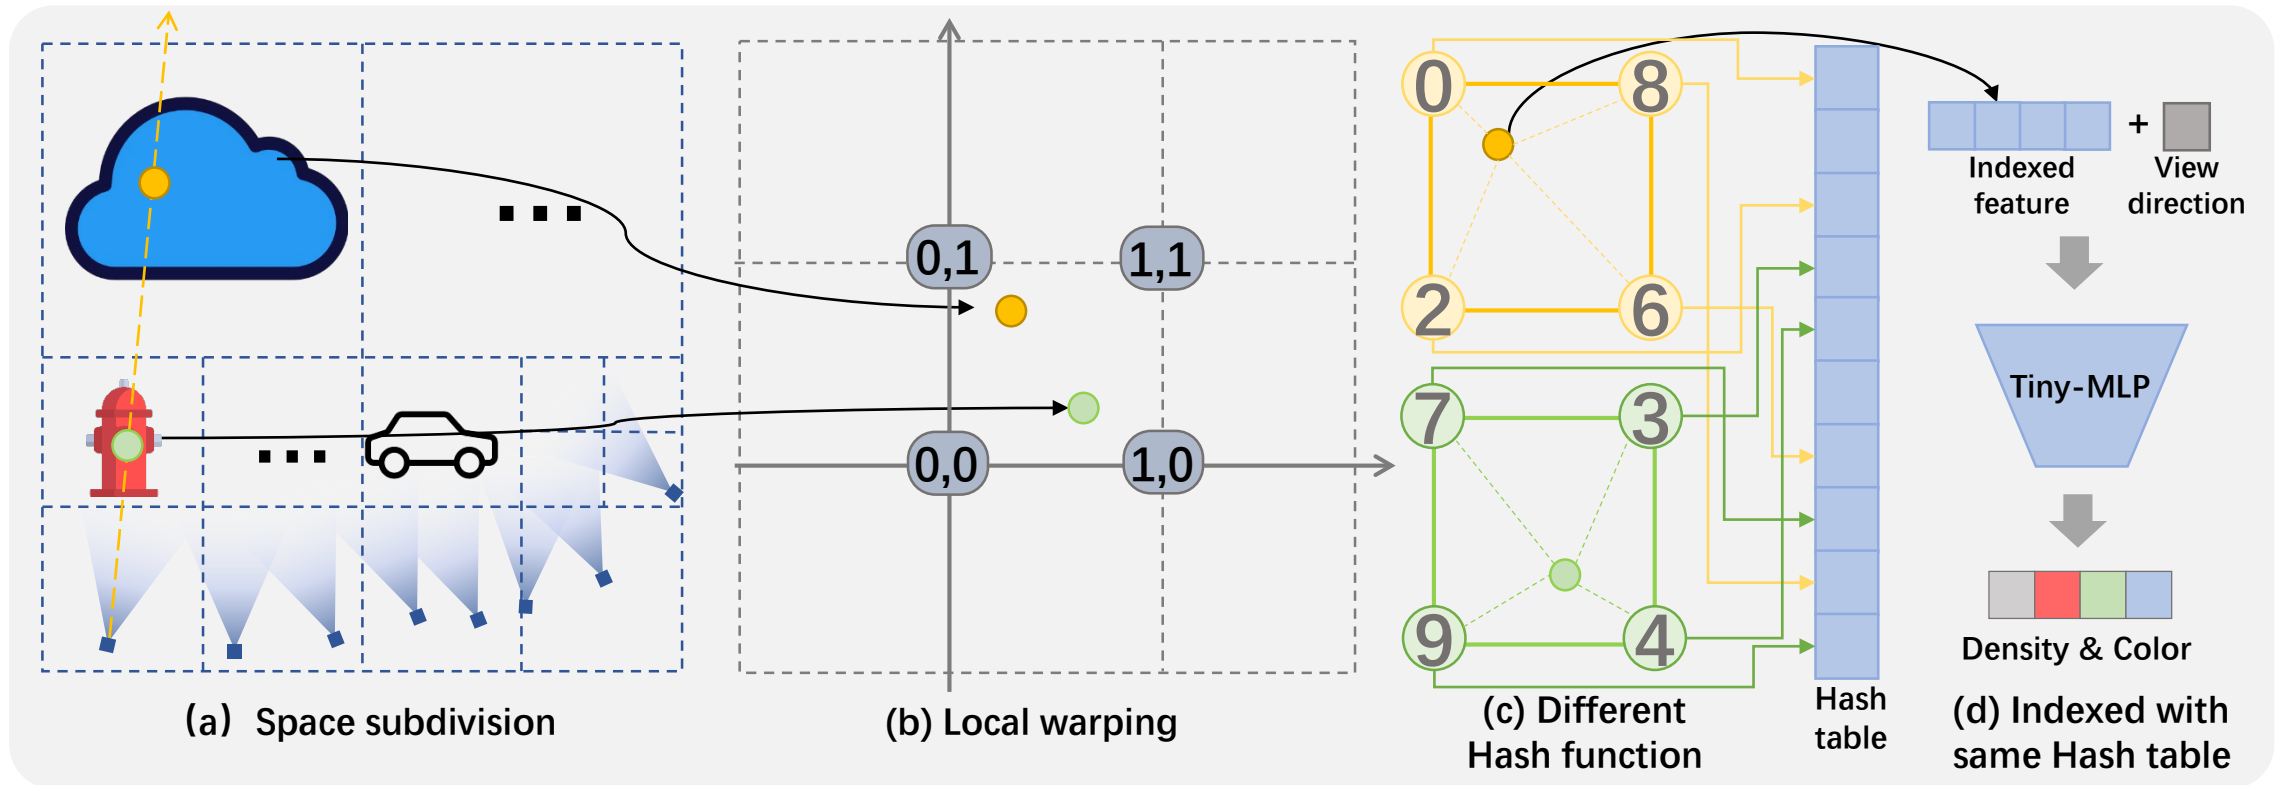 0,1
1,1
0,0
1,0
0
8
2
6
7
3
9
4
+
Indexed
feature
View
direction
Tiny-MLP
Density & Color
(a) Space subdivision
(b) Local warping
(c) Different
Hash function
Hash
table
(d) Indexed with
same Hash table